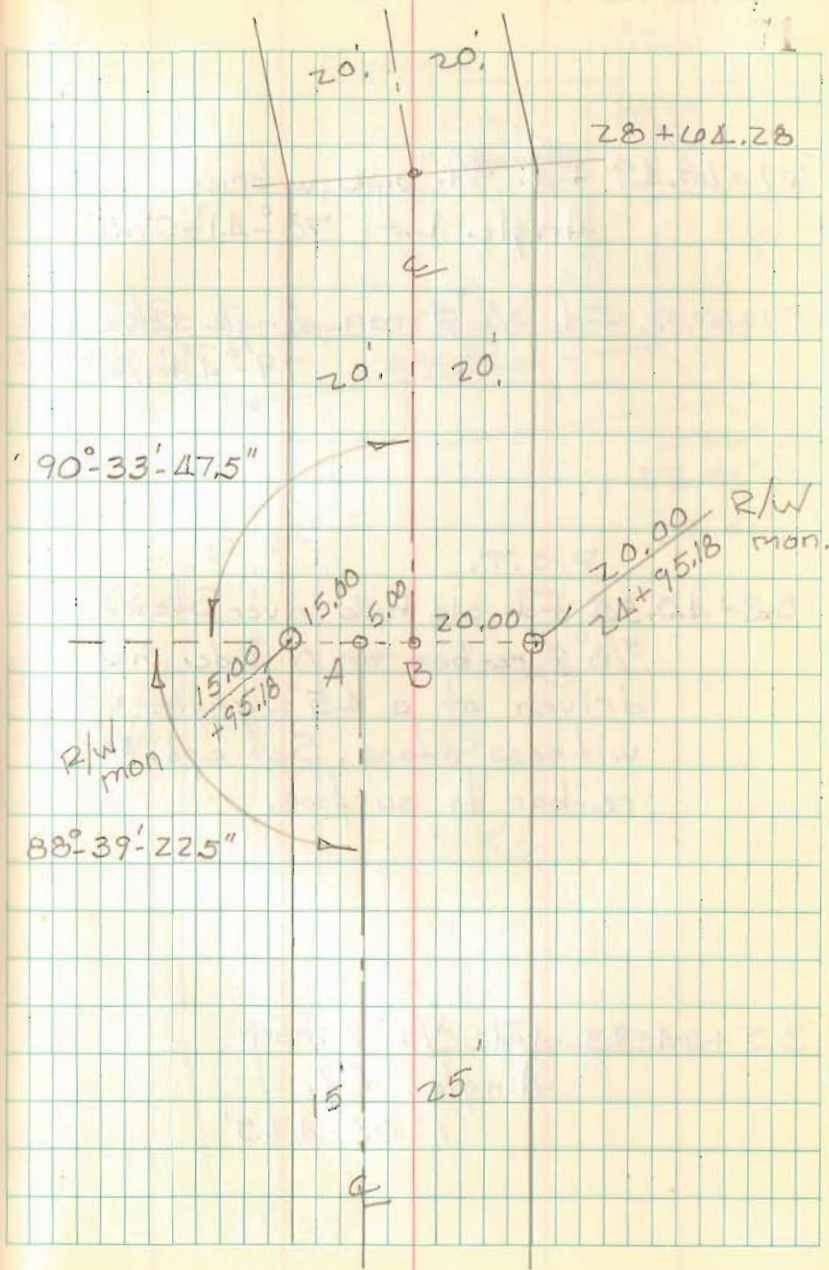 20'. 20'.
28+64.28
℄
20'. 20'.
90°-33'-47.5"
R/W
mon.
20.00
24+95.18
15.00 5.00 20.00
A B
15.00
+95.18
R/W
mon
88°-39'-22.5"
15' 25'
℄